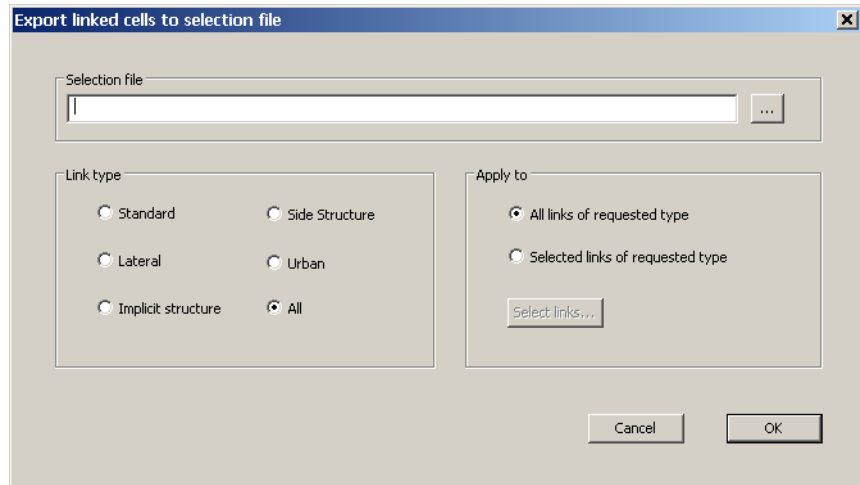 Export linked cells to selection file
Selection file
...
Link type
Apply to
Standard
Side Structure
All links of requested type
Lateral
Urban
Selected links of requested type
Implicit structure
All
Select links...
Cancel
OK